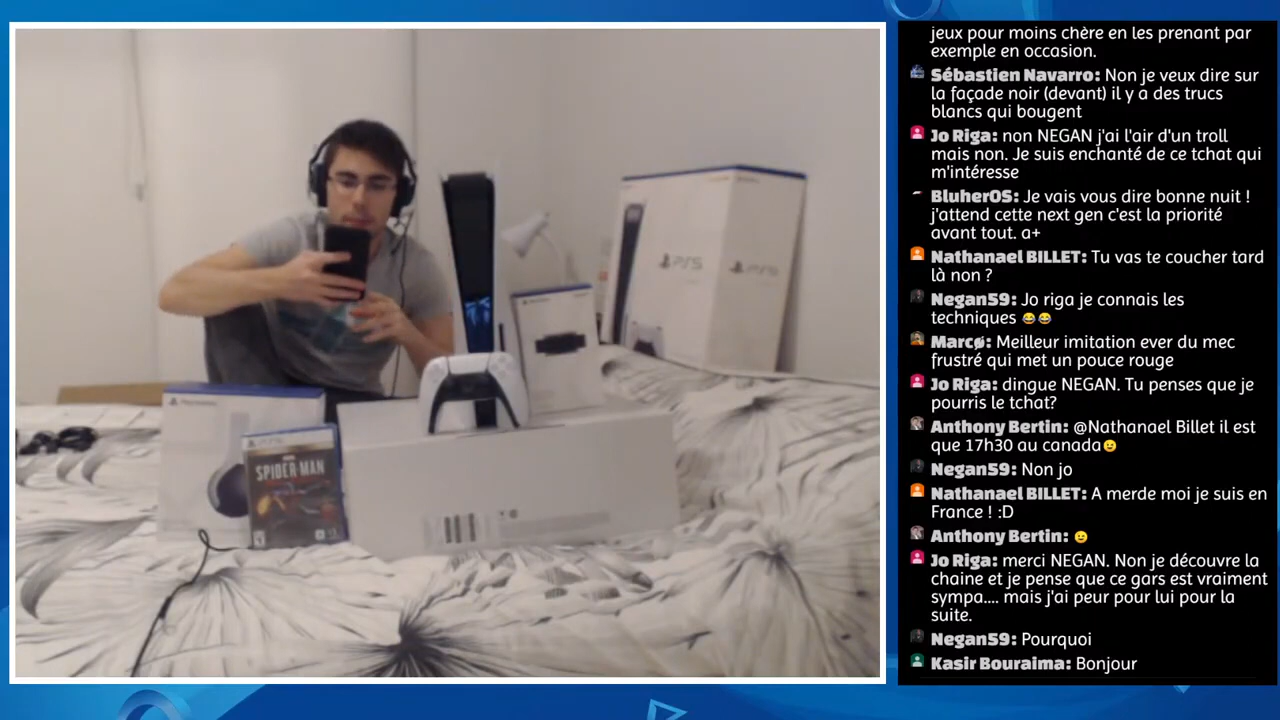 PS5
PS5
PS5
MARVEL
SPIDER-MAN
jeux pour moins chère en les prenant par
exemple en occasion.
Sébastien Navarro: Non je veux dire sur
la façade noir (devant) il y a des trucs
blancs qui bougent
Jo Riga: non NEGAN j'ai l'air d'un troll
mais non. Je suis enchanté de ce tchat qui
m'intéresse
BluherOS: Je vais vous dire bonne nuit !
j'attend cette next gen c'est la priorité
avant tout. a+
Nathanael BILLET: Tu vas te coucher tard
là non ?
Negan59: Jo riga je connais les
techniques 😂😂
Marcø: Meilleur imitation ever du mec
frustré qui met un pouce rouge
Jo Riga: dingue NEGAN. Tu penses que je
pourris le tchat?
Anthony Bertin: @Nathanael Billet il est
que 17h30 au canada😉
Negan59: Non jo
Nathanael BILLET: A merde moi je suis en
France ! :D
Anthony Bertin: 😉
Jo Riga: merci NEGAN. Non je découvre la
chaine et je pense que ce gars est vraiment
sympa.... mais j'ai peur pour lui pour la
suite.
Negan59: Pourquoi
Kasir Bouraima: Bonjour